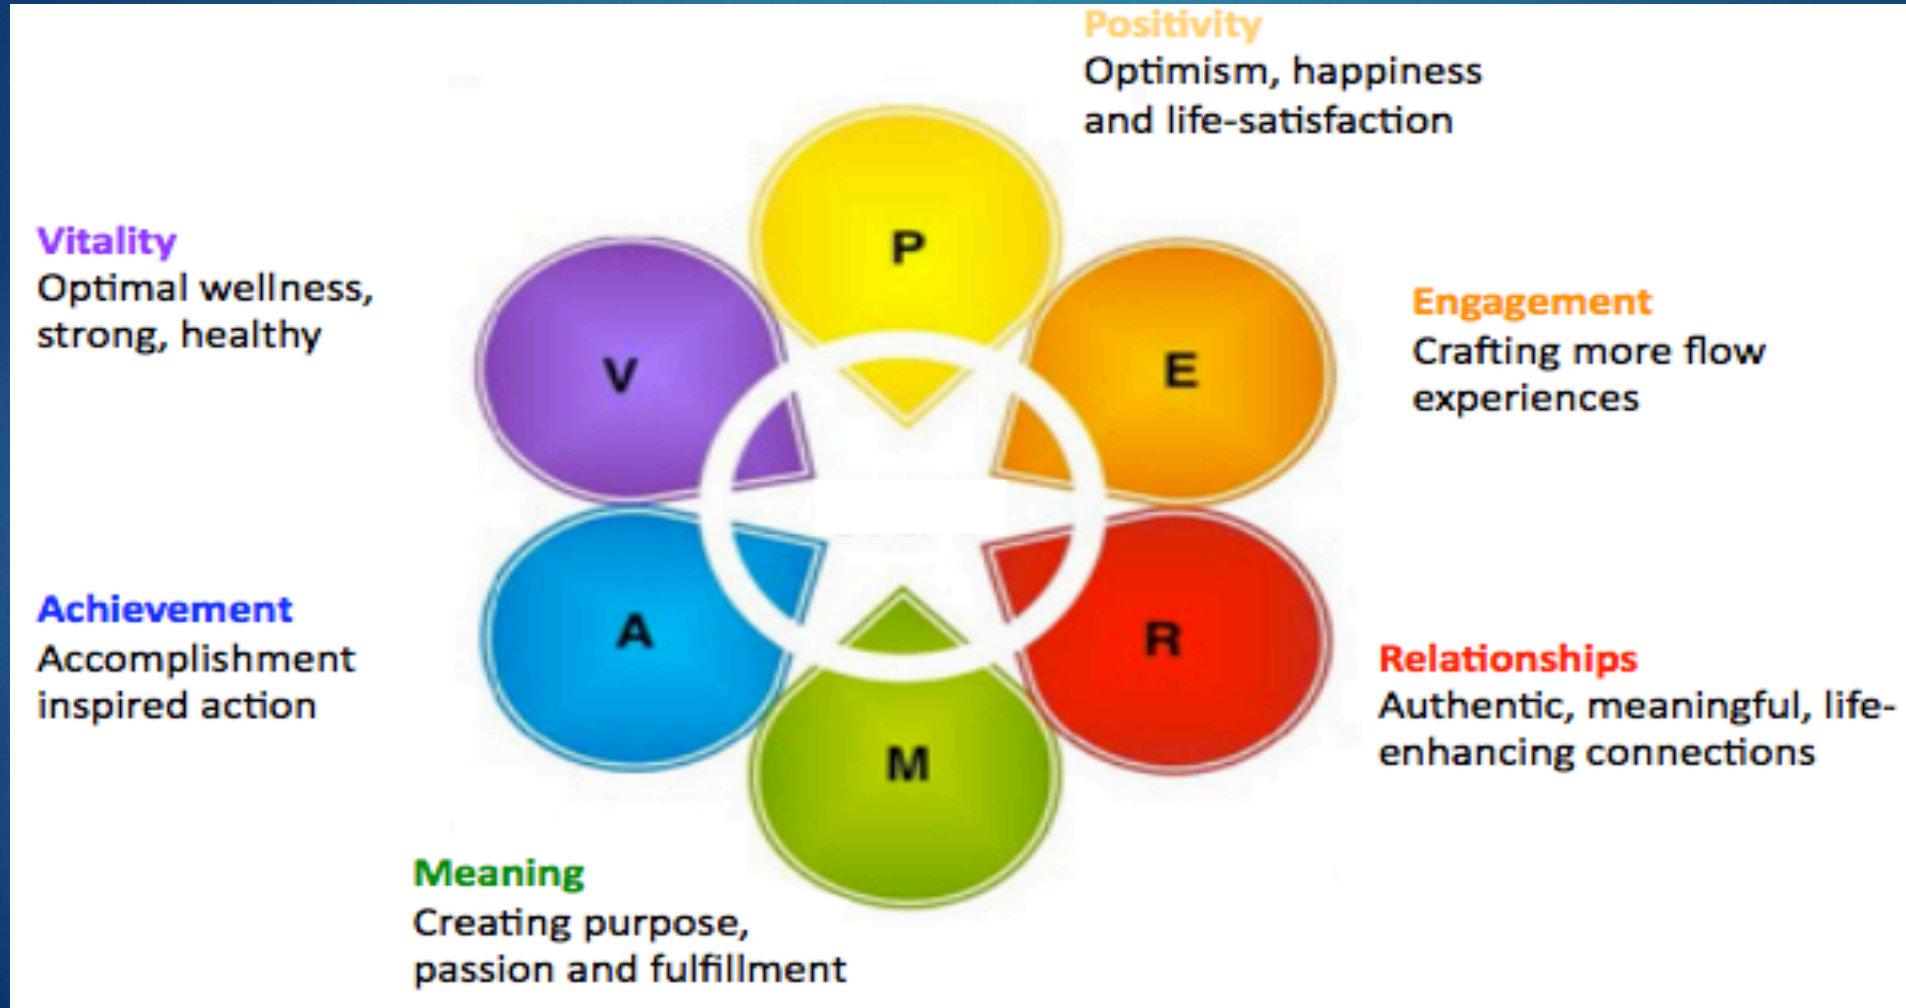 Positivity
Optimism, happiness
and life-satisfaction
P
Vitality
Optimal wellness,
strong, healthy
V
E
Engagement
Crafting more flow
experiences
Achievement
Accomplishment
inspired action
A
R
Relationships
Authentic, meaningful, life-
enhancing connections
M
Meaning
Creating purpose,
passion and fulfillment